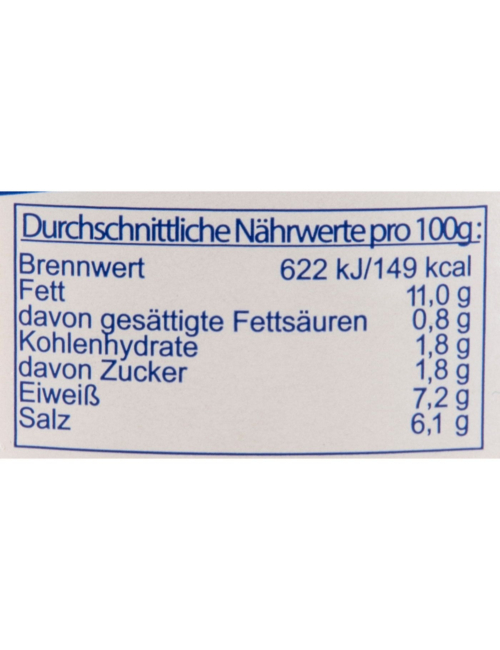 Durchschnittliche Nährwerte pro 100g:
Brennwert 622 kJ/149 kcal
Fett 11,0 g
davon gesättigte Fettsäuren 0,8 g
Kohlenhydrate 1,8 g
davon Zucker 1,8 g
Eiweiß 7,2 g
Salz 6,1 g